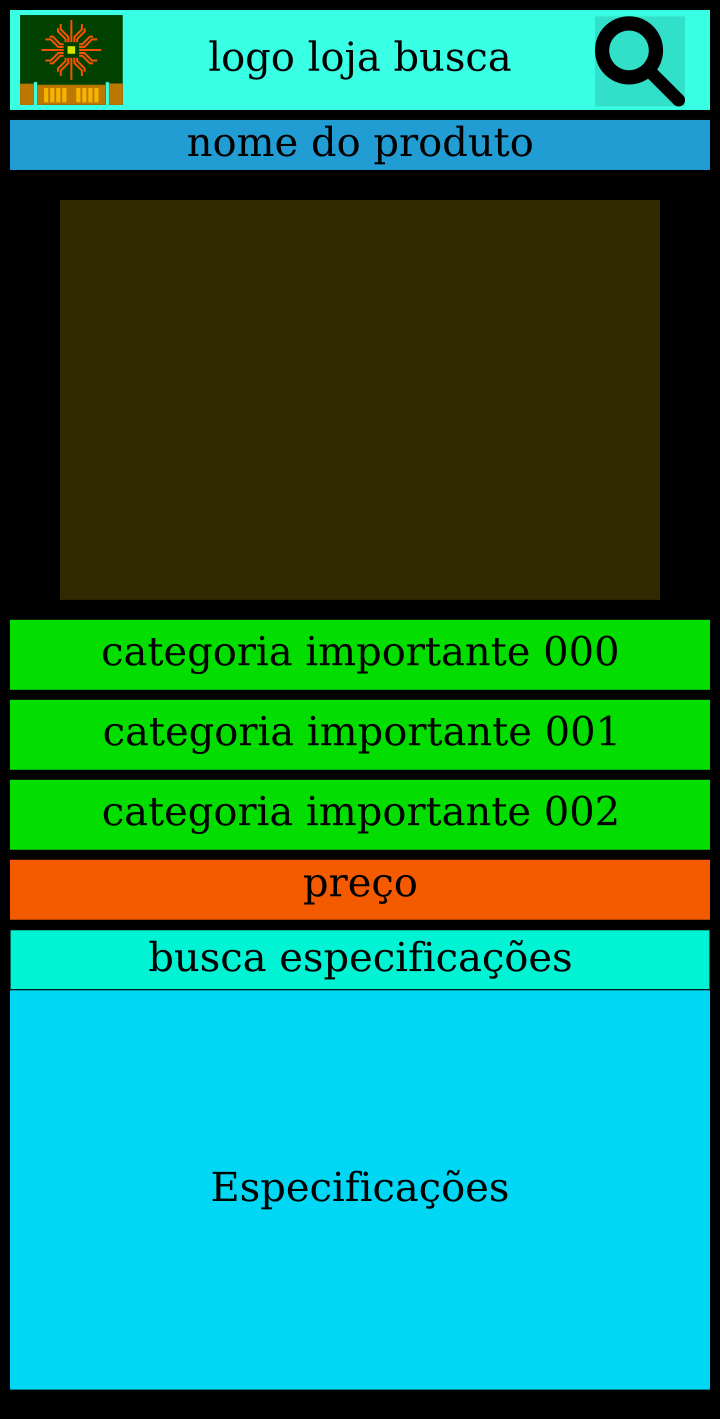 logo loja busca
nome do produto
categoria importante 000
categoria importante 001
categoria importante 002
preço
busca especificações
Especificações